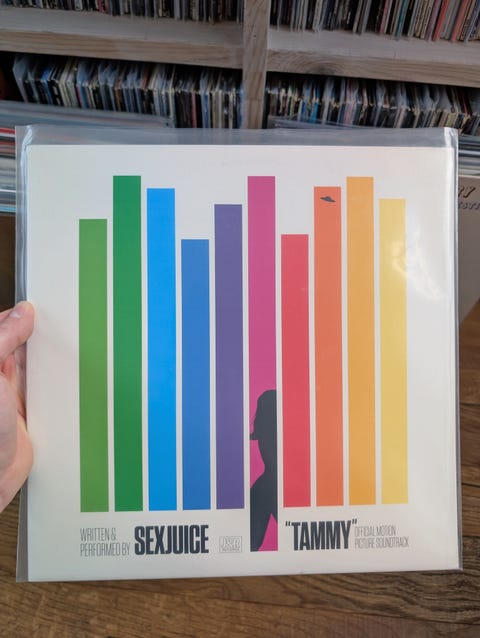 WRITTEN &
PERFORMED BY
SEXJUICE
"TAMMY"
OFFICIAL MOTION
PICTURE SOUNDTRACK